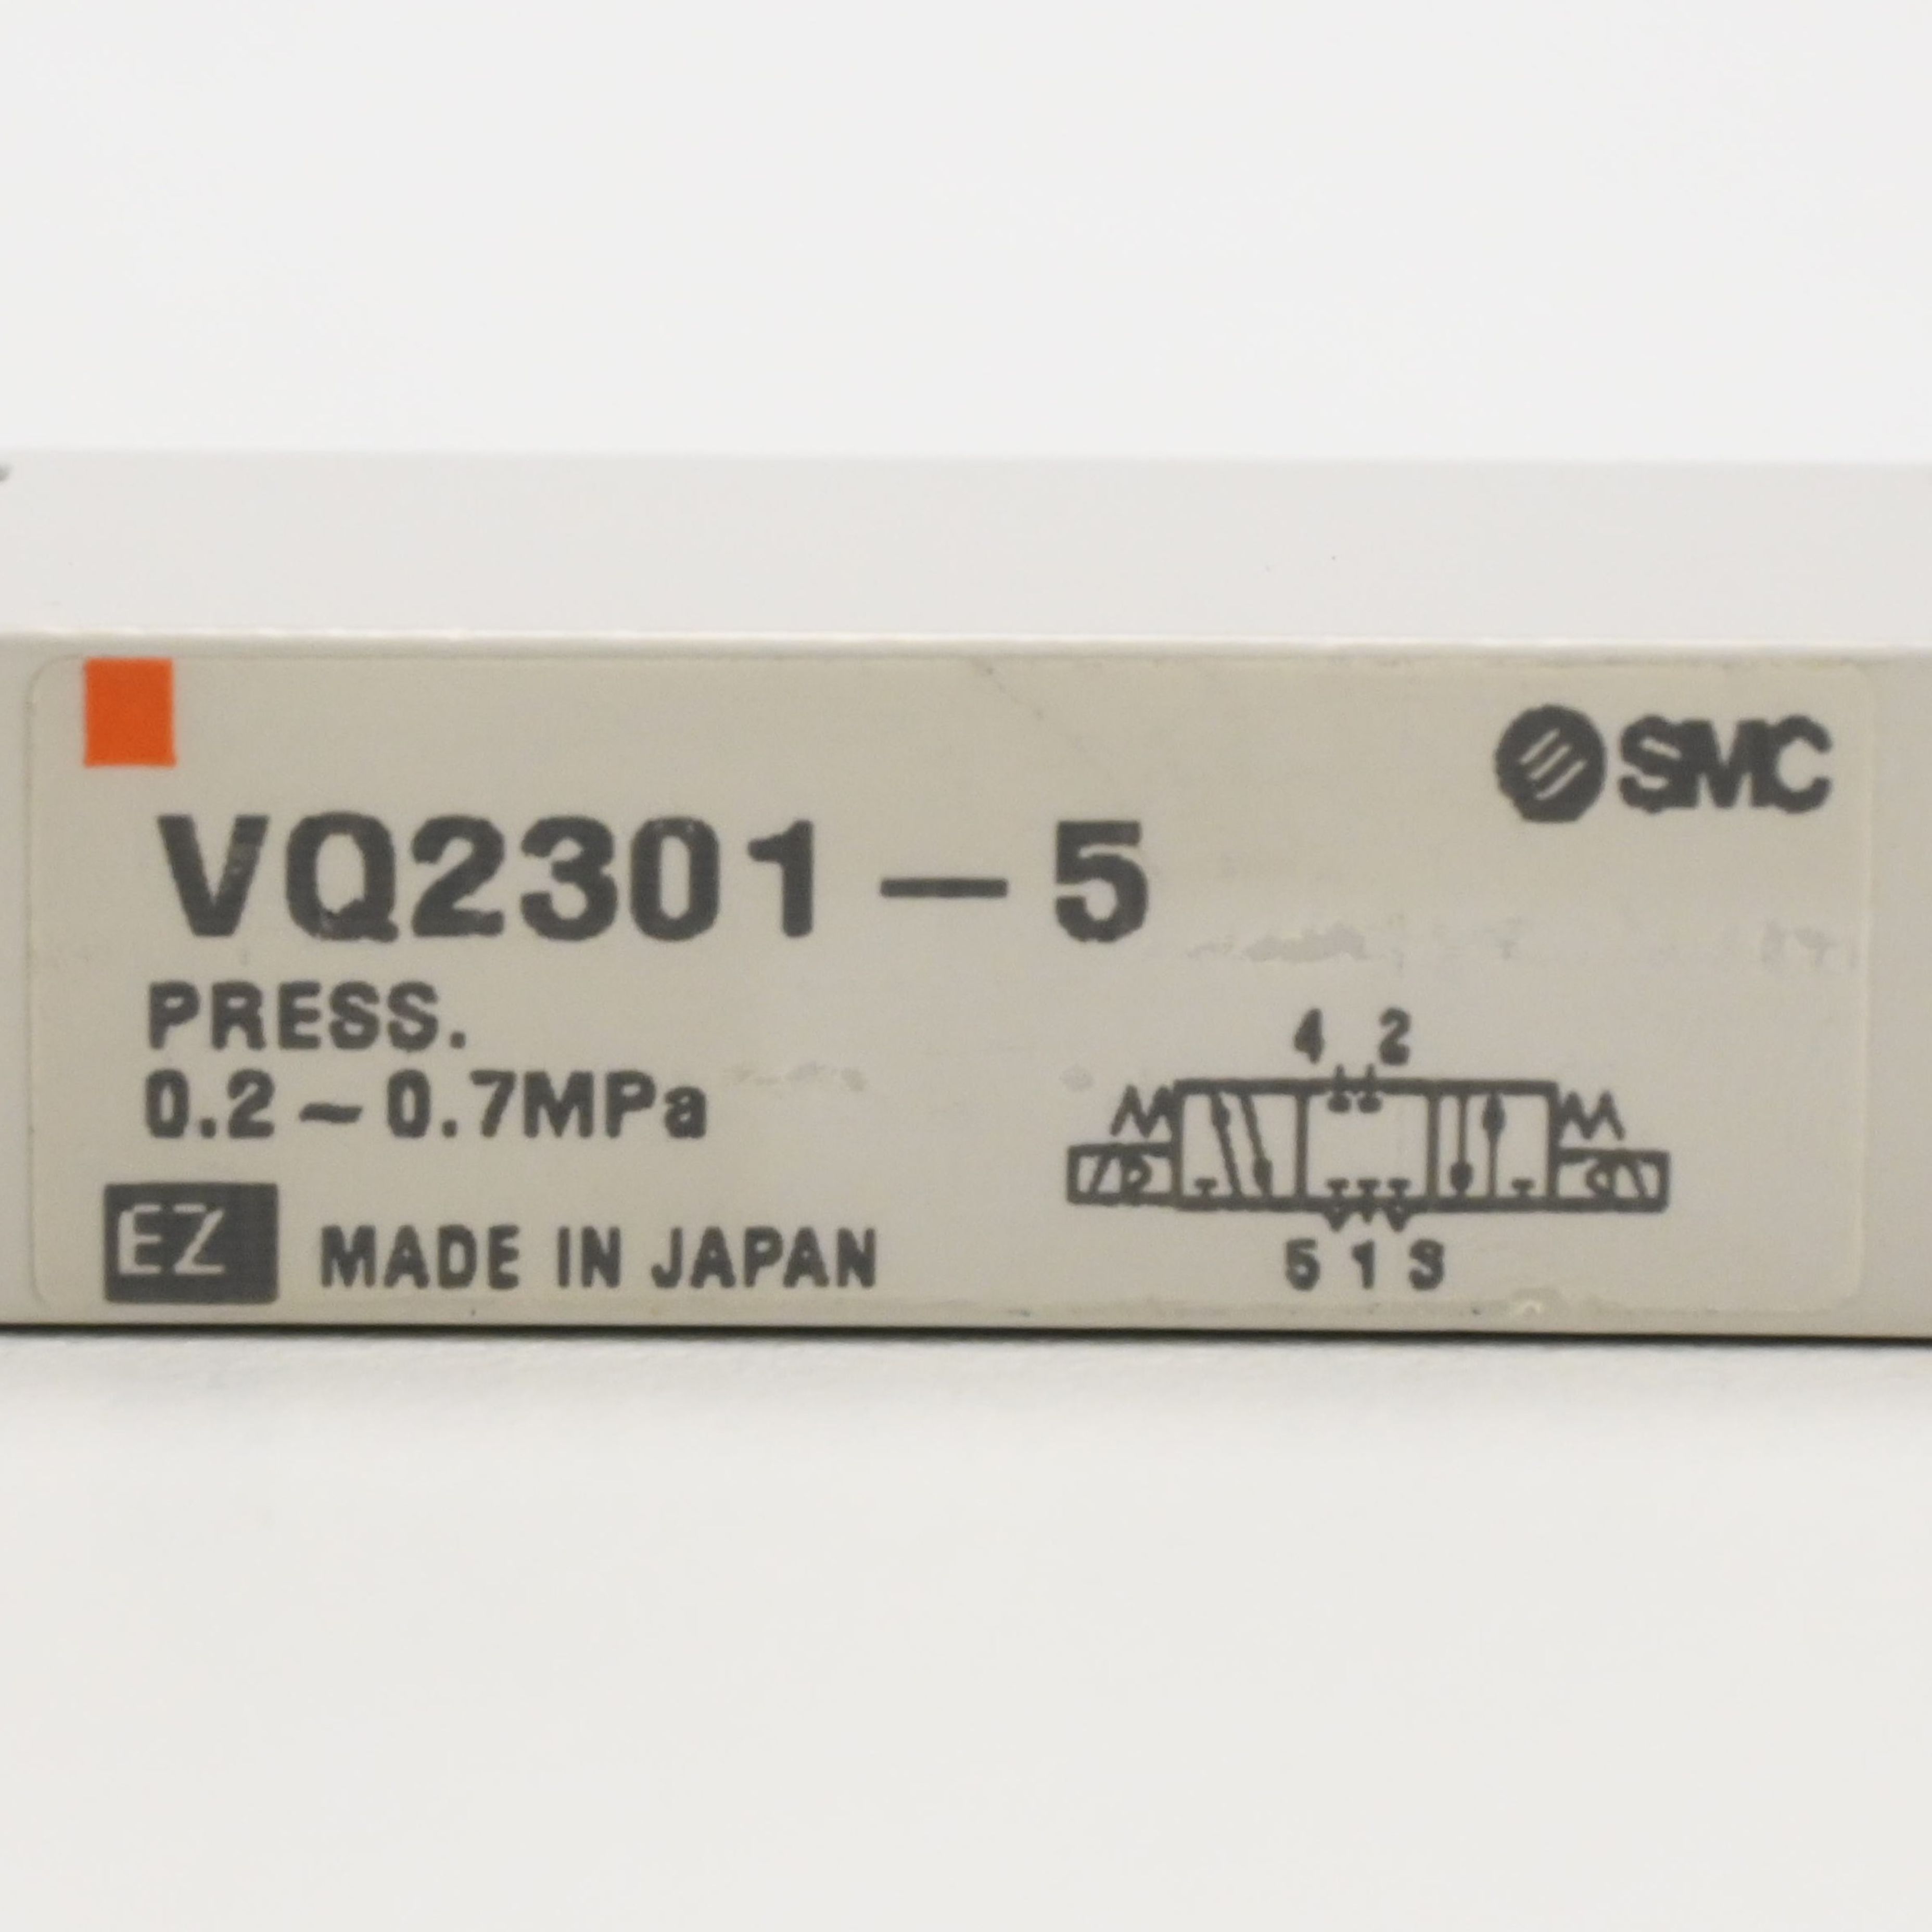 SMC
VQ2301-5
PRESS.
0.2~0.7MPa
4 2
5 1 3
EZ MADE IN JAPAN